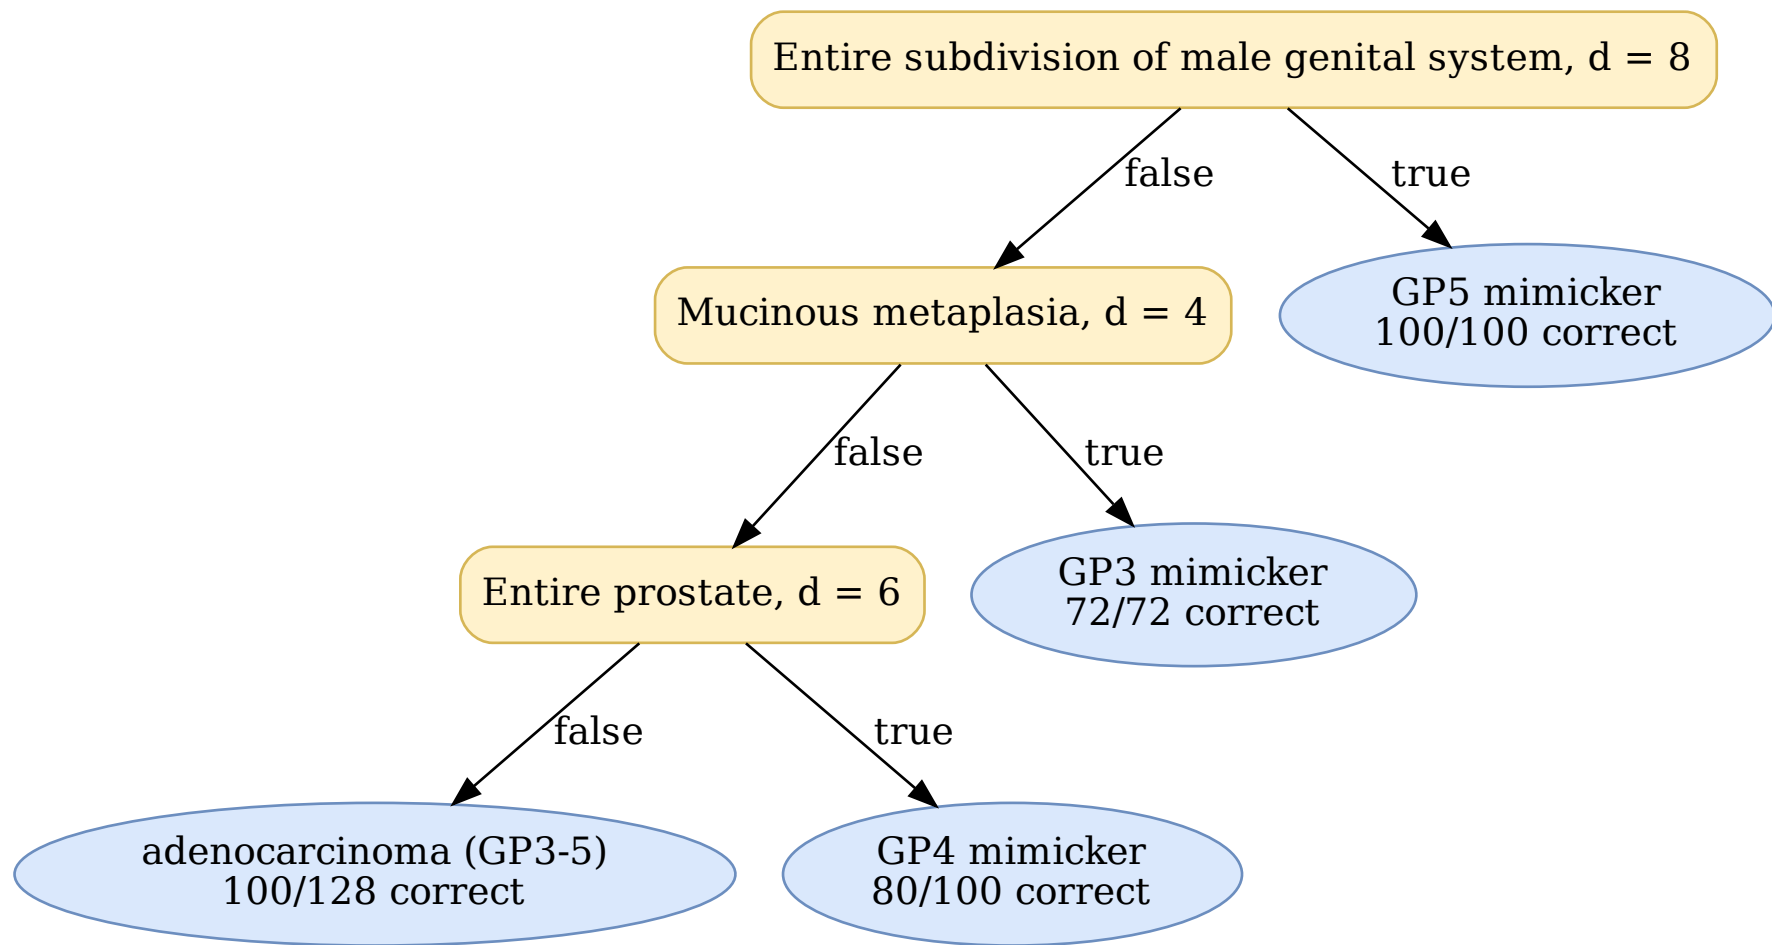 Entire subdivision of male genital system, d = 8
false
true
Mucinous metaplasia, d = 4
GP5 mimicker
100/100 correct
false
true
Entire prostate, d = 6
GP3 mimicker
72/72 correct
false
true
adenocarcinoma (GP3-5)
100/128 correct
GP4 mimicker
80/100 correct